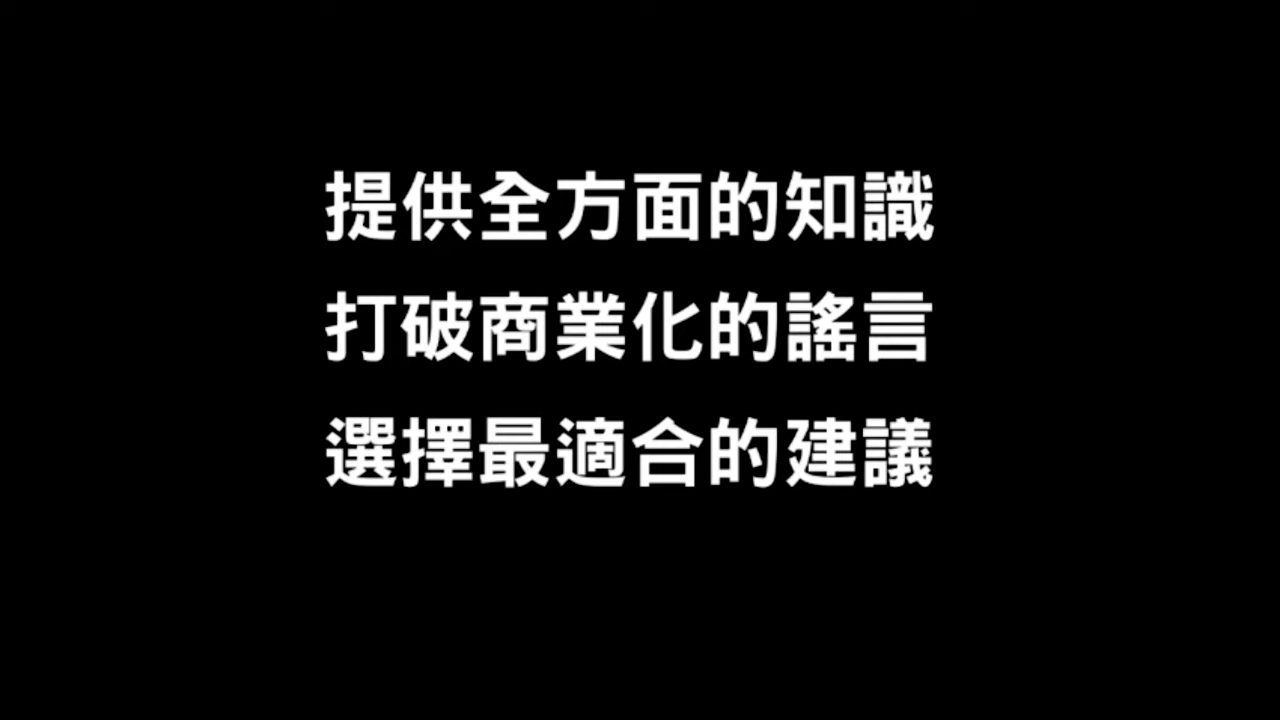 提供全方面的知識
打破商業化的謠言
選擇最適合的建議